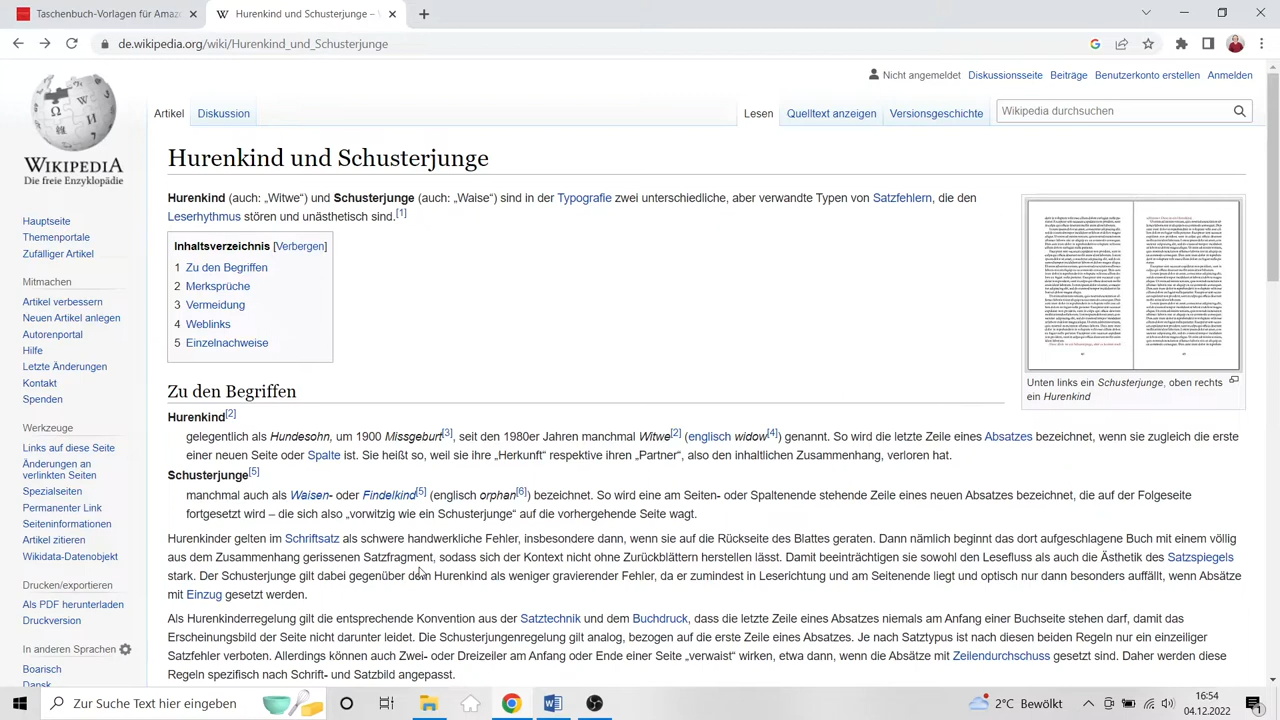 Taschenbuch-Vorlagen für Amaz
Hurenkind und Schusterjunge –
de.wikipedia.org/wiki/Hurenkind_und_Schusterjunge
Nicht angemeldet Diskussionsseite Beiträge Benutzerkonto erstellen Anmelden
Artikel Diskussion Lesen Quelltext anzeigen Versionsgeschichte Wikipedia durchsuchen
WIKIPEDIA
Die freie Enzyklopädie
Hauptseite
Themenportale
Zufälliger Artikel
Mitmachen
Artikel verbessern
Neuen Artikel anlegen
Autorenportal
Hilfe
Letzte Änderungen
Kontakt
Spenden
Werkzeuge
Links auf diese Seite
Änderungen an
verlinkten Seiten
Spezialseiten
Permanenter Link
Seiteninformationen
Artikel zitieren
Wikidata-Datenobjekt
Drucken/exportieren
Als PDF herunterladen
Druckversion
In anderen Sprachen
Boarisch
Dansk
Hurenkind und Schusterjunge
Hurenkind (auch: „Witwe“) und Schusterjunge (auch: „Waise“) sind in der Typografie zwei unterschiedliche, aber verwandte Typen von Satzfehlern, die den
Leserhythmus stören und unästhetisch sind.[1]
Inhaltsverzeichnis [Verbergen]
1 Zu den Begriffen
2 Merksprüche
3 Vermeidung
4 Weblinks
5 Einzelnachweise
Unten links ein Schusterjunge, oben rechts
ein Hurenkind
Zu den Begriffen
Hurenkind[2]
gelegentlich als Hundesohn, um 1900 Missgeburt[3], seit den 1980er Jahren manchmal Witwe[2] (englisch widow[4]) genannt. So wird die letzte Zeile eines Absatzes bezeichnet, wenn sie zugleich die erste
einer neuen Seite oder Spalte ist. Sie heißt so, weil sie ihre „Herkunft“ respektive ihren „Partner“, also den inhaltlichen Zusammenhang, verloren hat.
Schusterjunge[5]
manchmal auch als Waisen- oder Findelkind[5] (englisch orphan[6]) bezeichnet. So wird eine am Seiten- oder Spaltenende stehende Zeile eines neuen Absatzes bezeichnet, die auf der Folgeseite
fortgesetzt wird – die sich also „vorwitzig wie ein Schusterjunge“ auf die vorhergehende Seite wagt.
Hurenkinder gelten im Schriftsatz als schwere handwerkliche Fehler, insbesondere dann, wenn sie auf die Rückseite des Blattes geraten. Dann nämlich beginnt das dort aufgeschlagene Buch mit einem völlig
aus dem Zusammenhang gerissenen Satzfragment, sodass sich der Kontext nicht ohne Zurückblättern herstellen lässt. Damit beeinträchtigen sie sowohl den Lesefluss als auch die Ästhetik des Satzspiegels
stark. Der Schusterjunge gilt dabei gegenüber dem Hurenkind als weniger gravierender Fehler, da er zumindest in Leserichtung und am Seitenende liegt und optisch nur dann besonders auffällt, wenn Absätze
mit Einzug gesetzt werden.
Als Hurenkinderregelung gilt die entsprechende Konvention aus der Satztechnik und dem Buchdruck, dass die letzte Zeile eines Absatzes niemals am Anfang einer Buchseite stehen darf, damit das
Erscheinungsbild der Seite nicht darunter leidet. Die Schusterjungenregelung gilt analog, bezogen auf die erste Zeile eines Absatzes. Je nach Satztypus ist nach diesen beiden Regeln nur ein einzeiliger
Satzfehler verboten. Allerdings können auch Zwei- oder Dreizeiler am Anfang oder Ende einer Seite „verwaist“ wirken, etwa dann, wenn die Absätze mit Zeilendurchschuss gesetzt sind. Daher werden diese
Regeln spezifisch nach Schrift- und Satzbild angepasst.
Zur Suche Text hier eingeben
2°C Bewölkt
16:54
04.12.2022
1